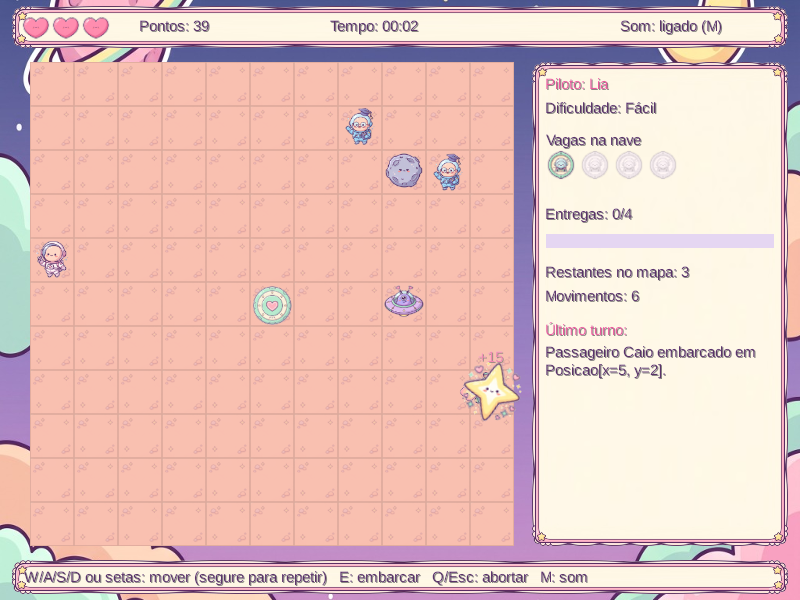 Pontos: 39
Tempo: 00:02
Som: ligado (M)
Piloto: Lia
Dificuldade: Fácil
Vagas na nave
Entregas: 0/4
Restantes no mapa: 3
Movimentos: 6
Último turno:
Passageiro Caio embarcado em
Posicao[x=5, y=2].
+15
W/A/S/D ou setas: mover (segure para repetir) E: embarcar Q/Esc: abortar M: som